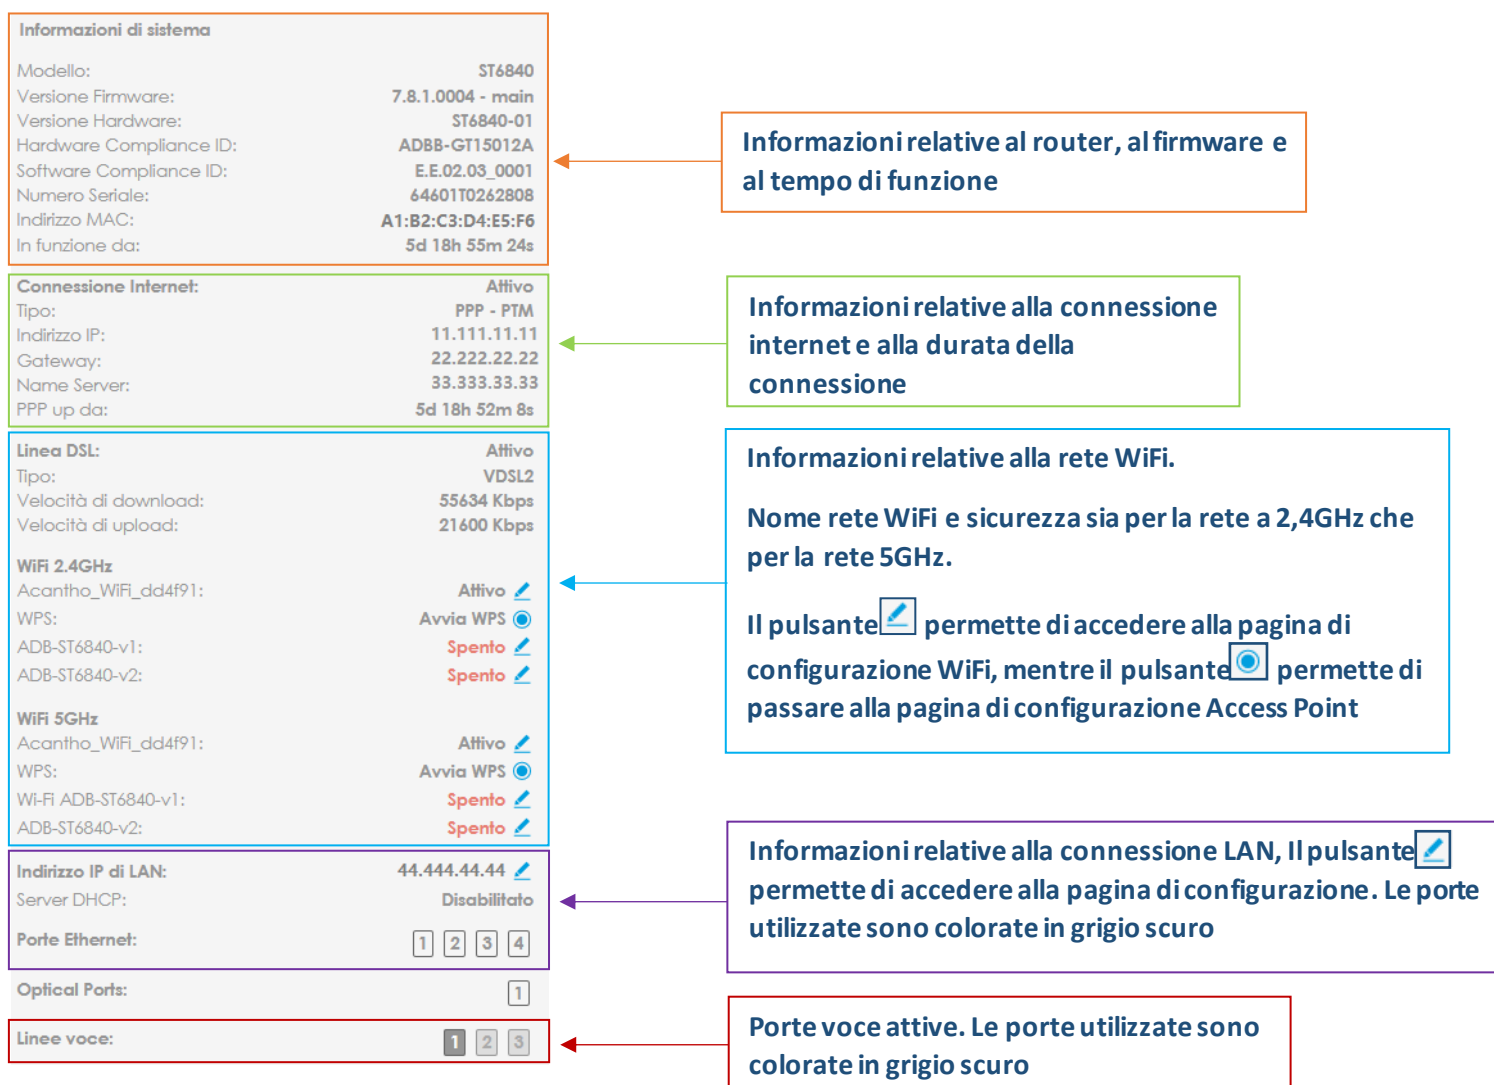 Informazioni di sistema
Modello: ST6840
Versione Firmware: 7.8.1.0004 - main
Versione Hardware: ST6840-01
Hardware Compliance ID: ADBB-GT15012A
Software Compliance ID: E.E.02.03_0001
Numero Seriale: 64601T0262808
Indirizzo MAC: A1:B2:C3:D4:E5:F6
In funzione da: 5d 18h 55m 24s
Informazioni relative al router, al firmware e
al tempo di funzione
Connessione Internet: Attivo
Tipo: PPP - PTM
Indirizzo IP: 11.111.11.11
Gateway: 22.222.22.22
Name Server: 33.333.33.33
PPP up da: 5d 18h 52m 8s
Informazioni relative alla connessione
internet e alla durata della
connessione
Linea DSL: Attivo
Tipo: VDSL2
Velocità di download: 55634 Kbps
Velocità di upload: 21600 Kbps
WiFi 2.4GHz
Acantho_WiFi_dd4f91: Attivo
WPS: Avvia WPS
ADB-ST6840-v1: Spento
ADB-ST6840-v2: Spento
WiFi 5GHz
Acantho_WiFi_dd4f91: Attivo
WPS: Avvia WPS
Wi-Fi ADB-ST6840-v1: Spento
ADB-ST6840-v2: Spento
Informazioni relative alla rete WiFi.
Nome rete WiFi e sicurezza sia per la rete a 2,4GHz che
per la rete 5GHz.
Il pulsante permette di accedere alla pagina di
configurazione WiFi, mentre il pulsante permette di
passare alla pagina di configurazione Access Point
Indirizzo IP di LAN: 44.444.44.44
Server DHCP: Disabilitato
Porte Ethernet: 1 2 3 4
Informazioni relative alla connessione LAN, Il pulsante
permette di accedere alla pagina di configurazione. Le porte
utilizzate sono colorate in grigio scuro
Optical Ports: 1
Linee voce: 1 2 3
Porte voce attive. Le porte utilizzate sono
colorate in grigio scuro